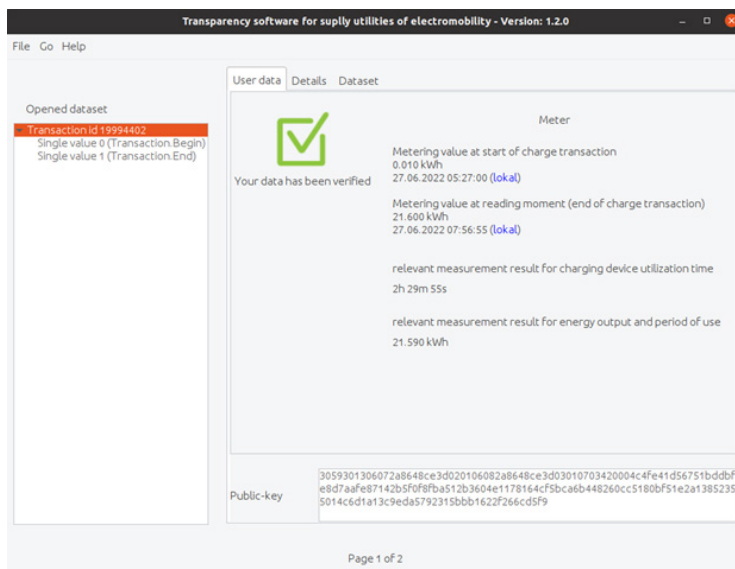 Transparency software for suplly utilities of electromobility - Version: 1.2.0
File Go Help
User data Details Dataset
Opened dataset
Transaction id 19994402
Single value 0 (Transaction.Begin)
Single value 1 (Transaction.End)
Your data has been verified
Meter
Metering value at start of charge transaction
0.010 kWh
27.06.2022 05:27:00 (lokal)
Metering value at reading moment (end of charge transaction)
21.600 kWh
27.06.2022 07:56:55 (lokal)
relevant measurement result for charging device utilization time
2h 29m 55s
relevant measurement result for energy output and period of use
21.590 kWh
Public-key
3059301306072a8648ce3d020106082a8648ce3d03010703420004c4fe41d56751bddbf
e8d7aafe87142b5f0f8fba512b3604e1178164cf5bca6b448260cc5180bf51e2a1385235
5014c6d1a13c9eda5792315bbb1622f266cd5f9
Page 1 of 2